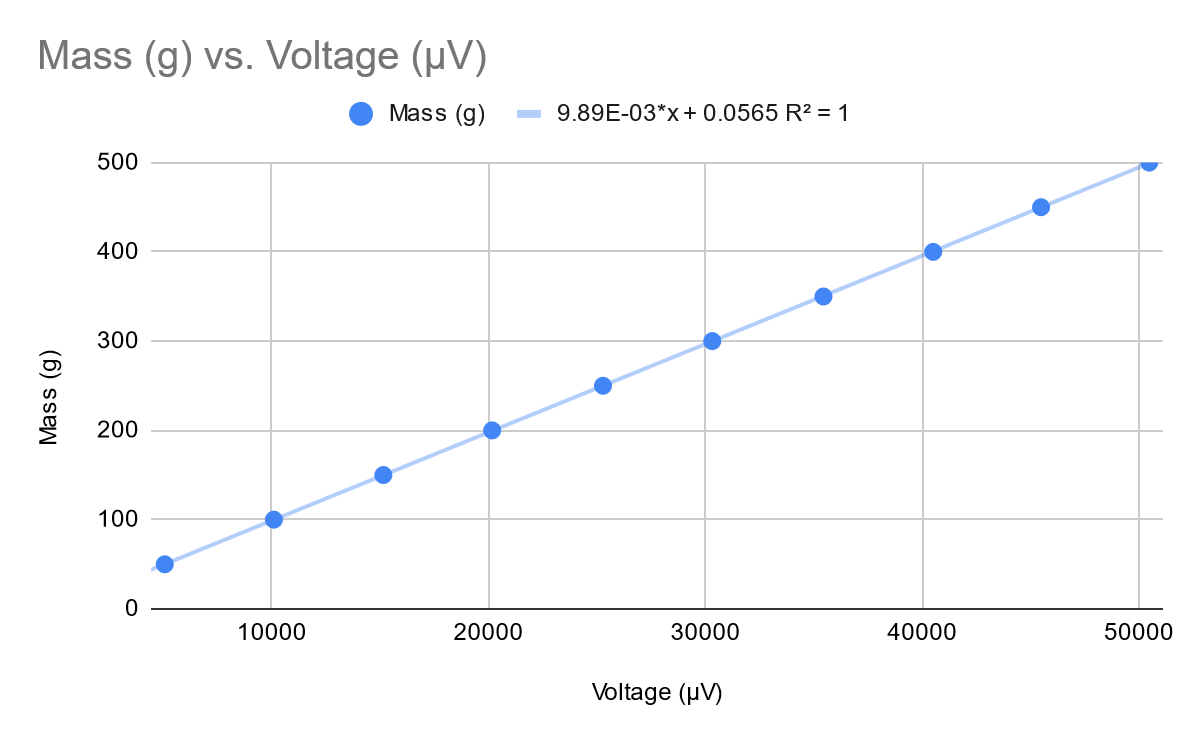 Mass (g) vs. Voltage (μV)
Mass (g) 9.89E-03*x + 0.0565 R² = 1
500
400
300
200
100
0
Mass (g)
10000 20000 30000 40000 50000
Voltage (μV)